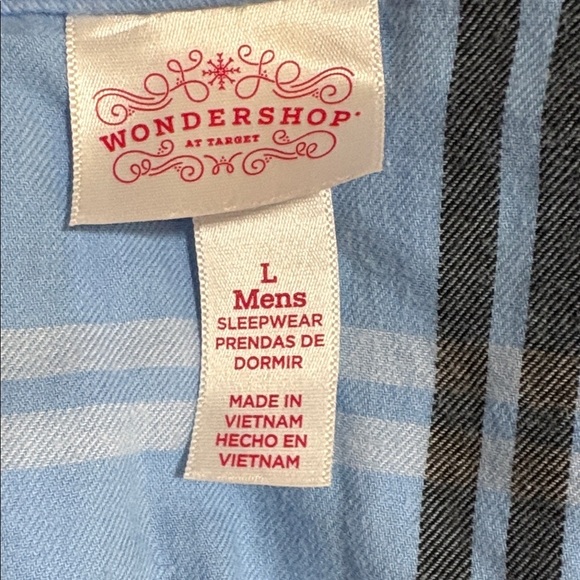 WONDERSHOP
AT TARGET
L
Mens
SLEEPWEAR
PRENDAS DE
DORMIR
MADE IN
VIETNAM
HECHO EN
VIETNAM